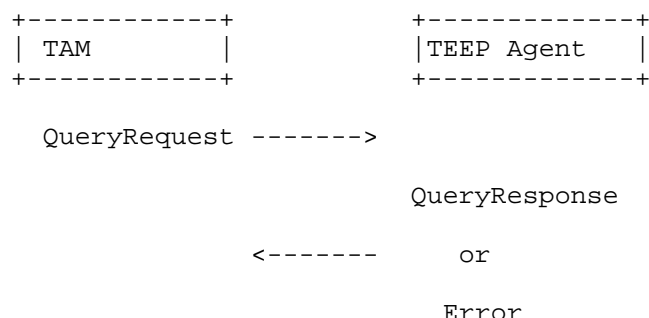 +------------+ +-------------+
| TAM | |TEEP Agent |
+------------+ +-------------+
QueryRequest ------->
QueryResponse
<------- or
Error